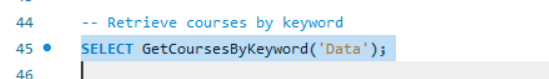 44 -- Retrieve courses by keyword
45 SELECT GetCoursesByKeyword('Data');
46